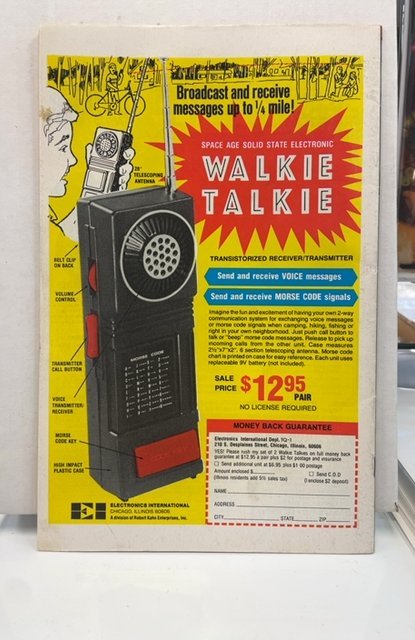 Broadcast and receive
messages up to ¼ mile!
SPACE AGE SOLID STATE ELECTRONIC
WALKIE
TALKIE
28"
TELESCOPING
ANTENNA
TRANSISTORIZED RECEIVER/TRANSMITTER
Send and receive VOICE messages
Send and receive MORSE CODE signals
Imagine the fun and excitement of having your own 2-way
communication system for exchanging voice messages
or morse code signals when camping, hiking, fishing or
right in your own neighborhood. Just push call button to
talk or "beep" morse code messages. Release to pick up
incoming calls from the other unit. Case measures
2½"x7"x2". 6 section telescoping antenna. Morse code
chart is printed on case for easy reference. Each unit uses
replaceable 9V battery (not included).
BELT CLIP
ON BACK
VOLUME
CONTROL
TRANSMITTER
CALL BUTTON
VOICE
TRANSMITTER/
RECEIVER
MORSE
CODE KEY
HIGH IMPACT
PLASTIC CASE
MORSE CODE
SALE
PRICE $12.95
PAIR
NO LICENSE REQUIRED
MONEY BACK GUARANTEE
Electronics International Dept.
210 S. Desplaines Street, Chicago, Illinois, 60606
YES! Please rush my set of 2 Walkie Talkies on full money back
guarantee at $12.95 a pair plus $2 for postage and insurance
Send additional unit at $6.95 plus $1.00 postage
Amount enclosed $
Send C.O.D
(Illinois residents add 5½ sales tax)
(I enclose $2 deposit)
NAME
ADDRESS
CITY STATE ZIP
EI ELECTRONICS INTERNATIONAL
CHICAGO, ILLINOIS 60606
A division of Robert Kahn Enterprises, Inc.